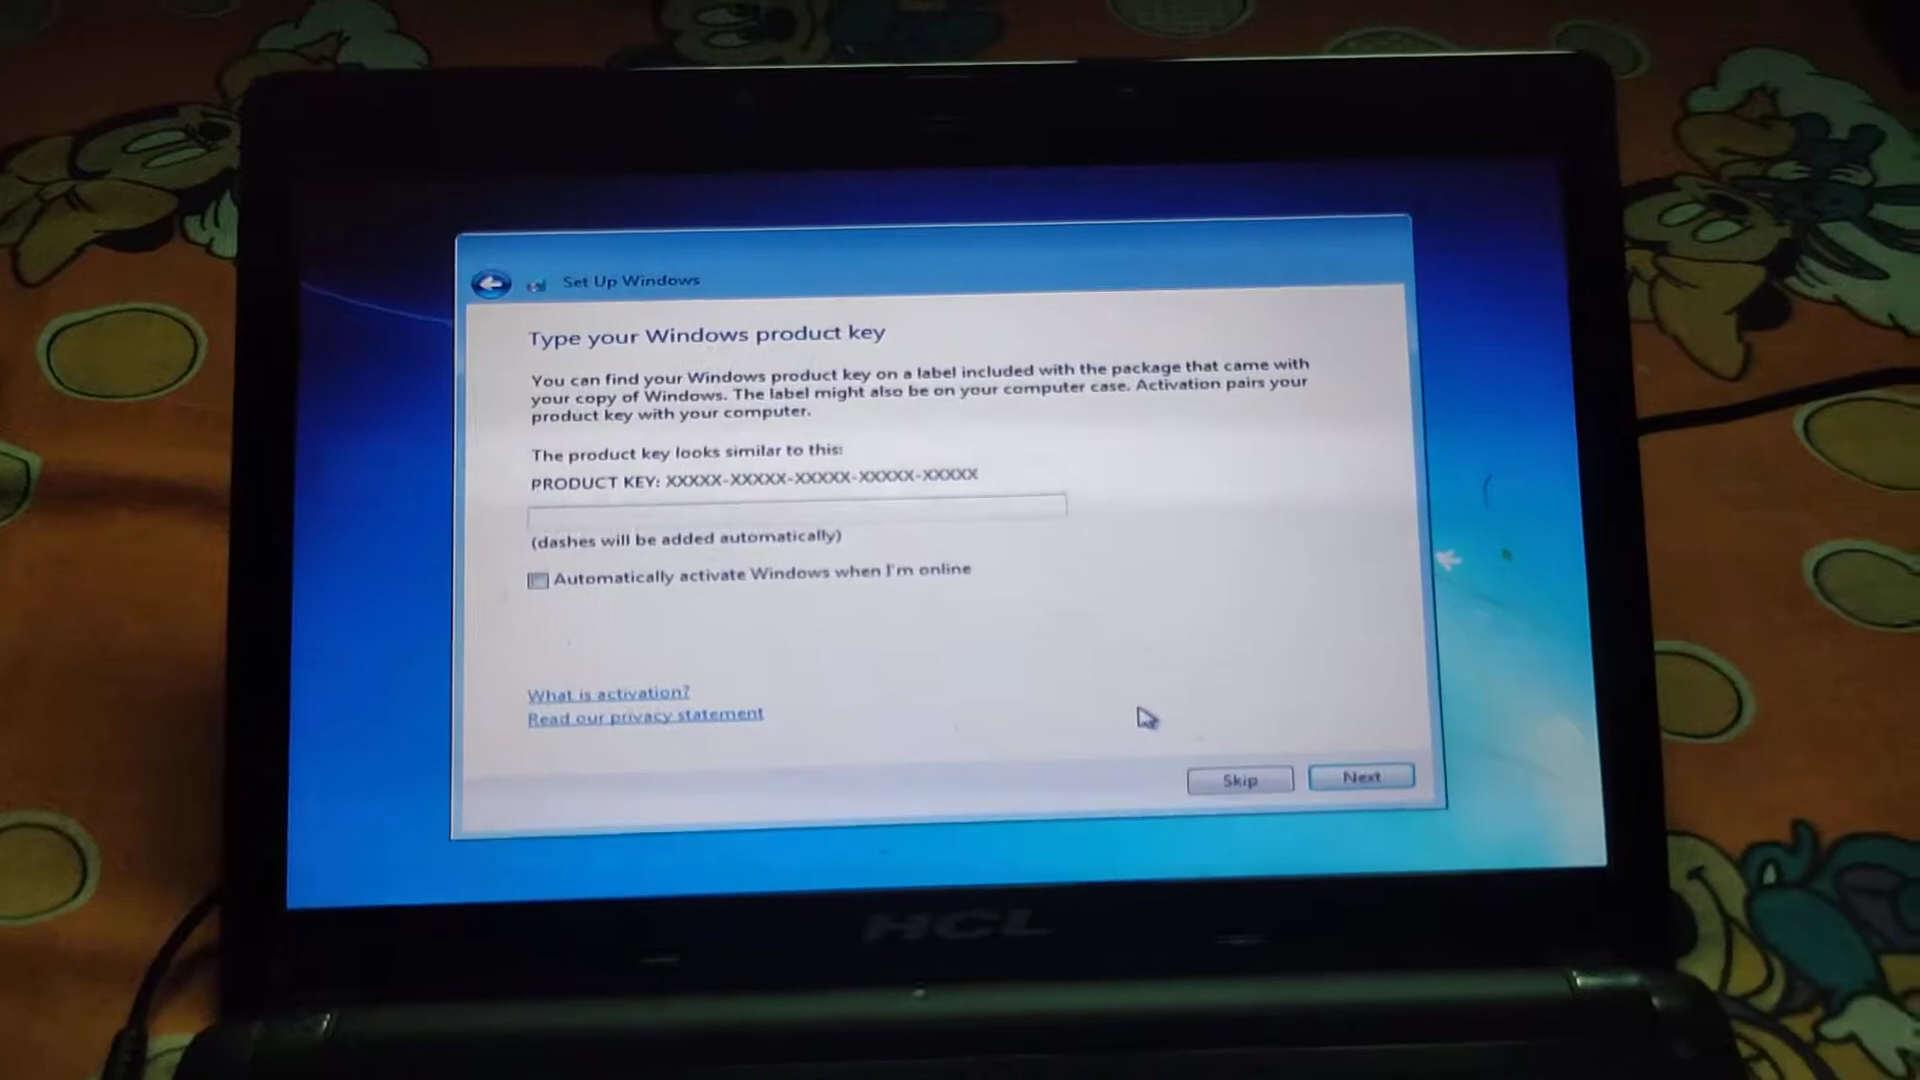 Set Up Windows
Type your Windows product key
You can find your Windows product key on a label included with the package that came with
your copy of Windows. The label might also be on your computer case. Activation pairs your
product key with your computer.
The product key looks similar to this:
PRODUCT KEY: XXXXX-XXXXX-XXXXX-XXXXX-XXXXX
(dashes will be added automatically)
Automatically activate Windows when I'm online
What is activation?
Read our privacy statement
Skip
Next
HCL